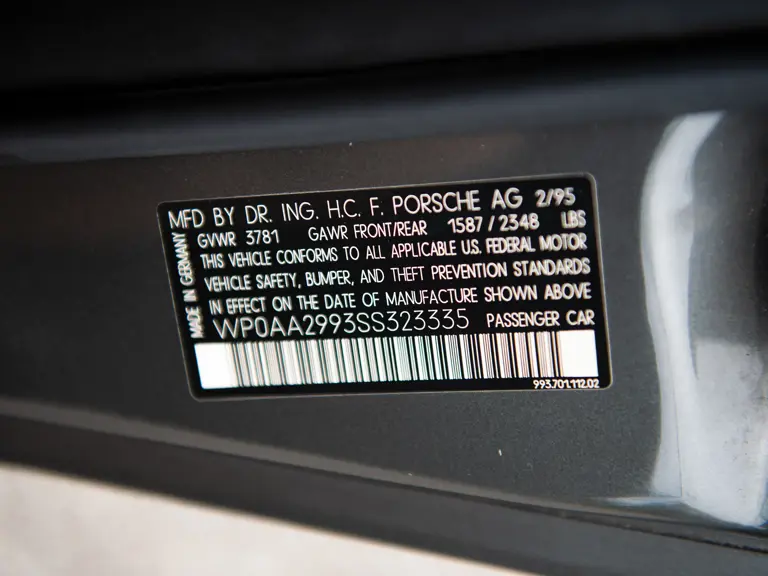 MFD BY DR. ING. H.C. F. PORSCHE AG 2/95
GVWR 3781 GAWR FRONT/REAR 1587/2348 LBS
THIS VEHICLE CONFORMS TO ALL APPLICABLE U.S. FEDERAL MOTOR
VEHICLE SAFETY, BUMPER, AND THEFT PREVENTION STANDARDS
IN EFFECT ON THE DATE OF MANUFACTURE SHOWN ABOVE
WP0AA2993SS323335 PASSENGER CAR
993.701.112.02
MADE IN GERMANY